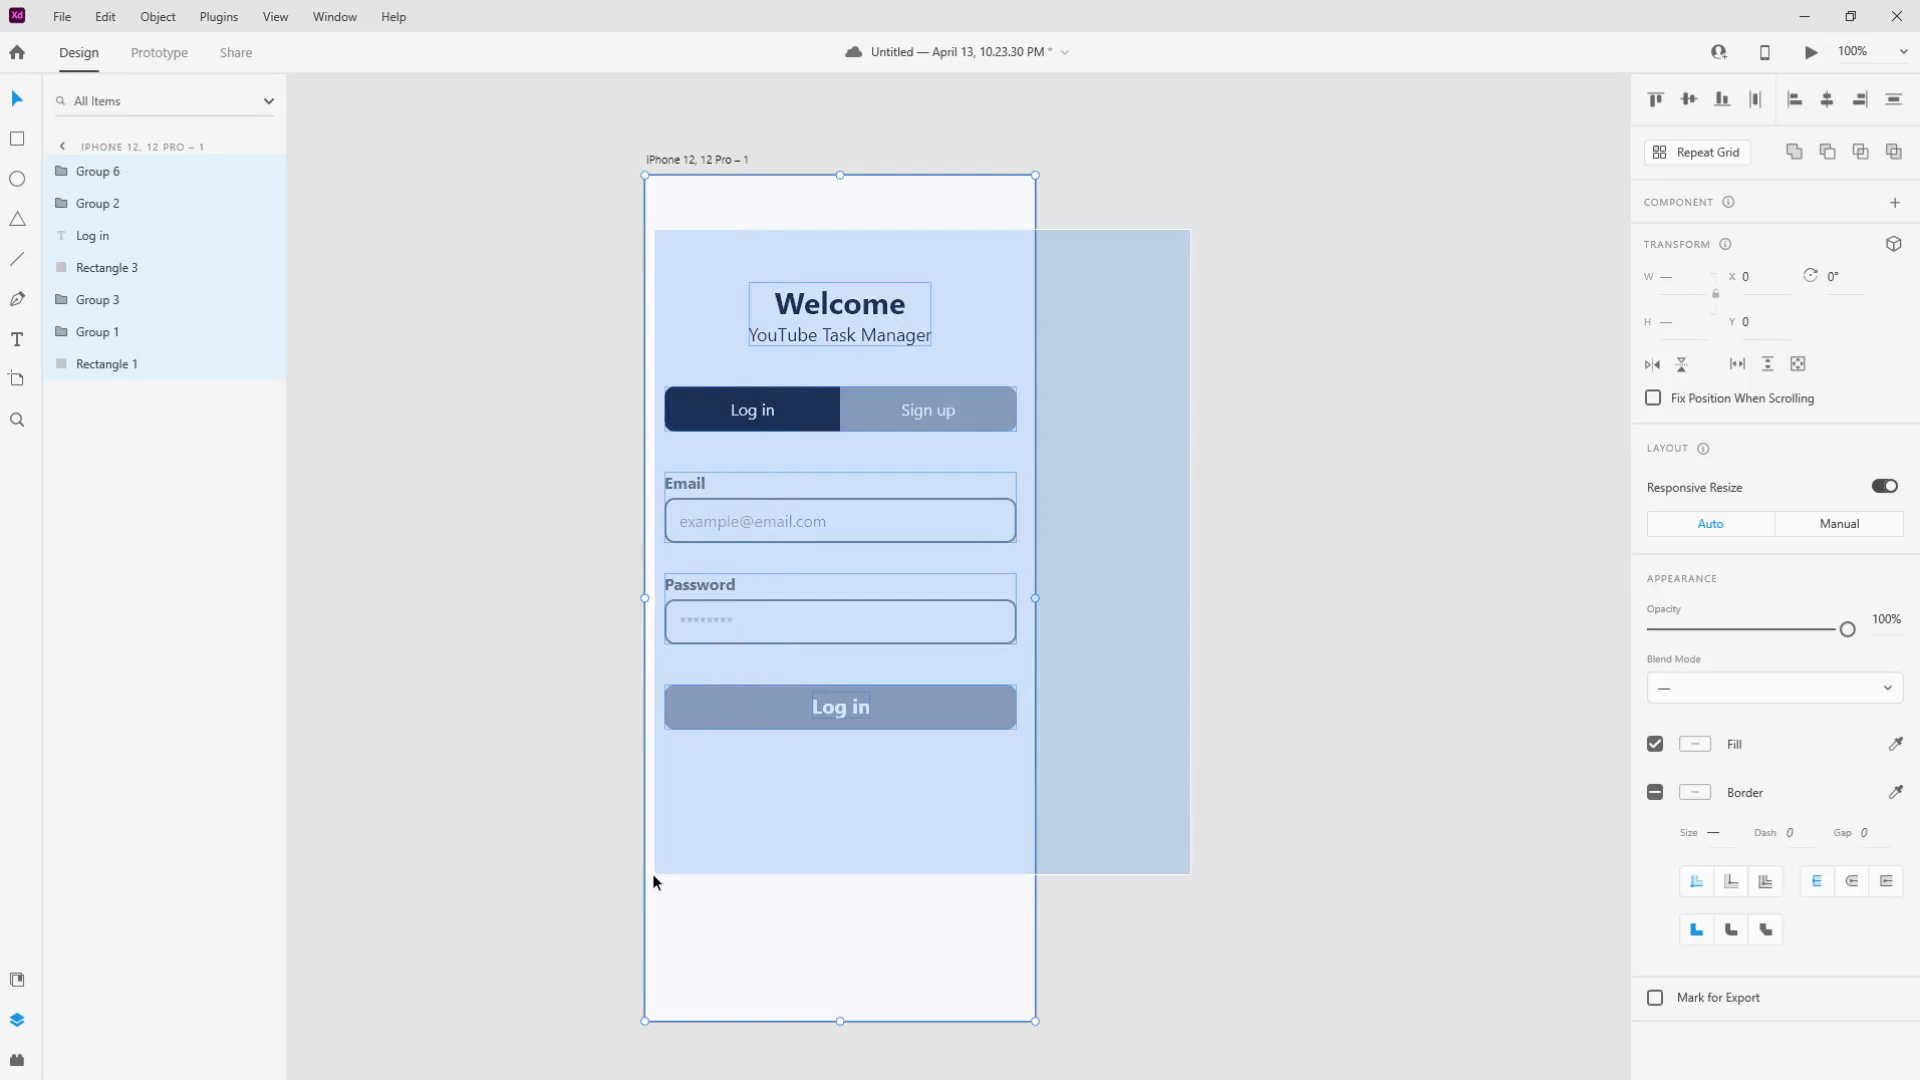 Xd File Edit Object Plugins View Window Help
Design Prototype Share
Untitled — April 13, 10.23.30 PM *
100%
All Items
IPHONE 12, 12 PRO – 1
Group 6
Group 2
T Log in
Rectangle 3
Group 3
Group 1
Rectangle 1
iPhone 12, 12 Pro – 1
Welcome
YouTube Task Manager
Log in Sign up
Email
example@email.com
Password
********
Log in
Repeat Grid
COMPONENT
TRANSFORM
W — X 0 0°
H — Y 0
Fix Position When Scrolling
LAYOUT
Responsive Resize
Auto Manual
APPEARANCE
Opacity
100%
Blend Mode
—
Fill
Border
Size — Dash 0 Gap 0
Mark for Export